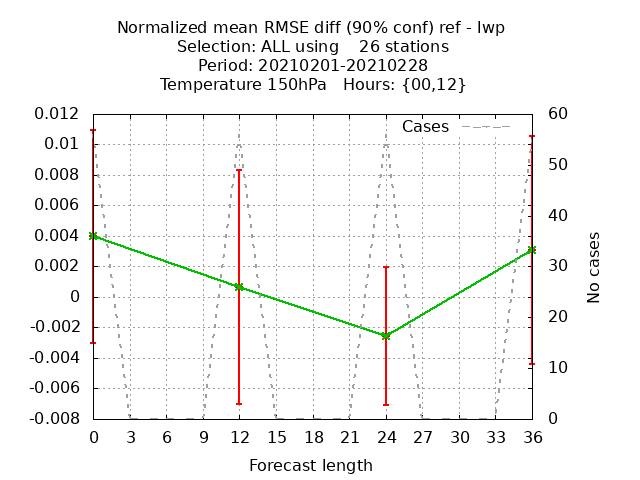 Normalized mean RMSE diff (90% conf) ref - lwp
Selection: ALL using    26 stations
Period: 20210201-20210228
Temperature 150hPa   Hours: {00,12}
Cases
0.012
0.01
0.008
0.006
0.004
0.002
0
-0.002
-0.004
-0.006
-0.008
60
50
40
30
20
10
0
No cases
0 3 6 9 12 15 18 21 24 27 30 33 36
Forecast length